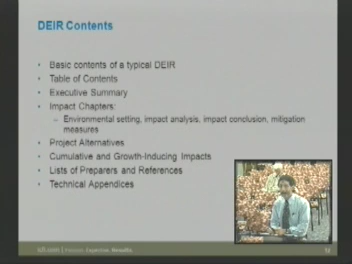 DEIR Contents
Basic contents of a typical DEIR
Table of Contents
Executive Summary
Impact Chapters:
– Environmental setting, impact analysis, impact conclusion, mitigation
measures
Project Alternatives
Cumulative and Growth-Inducing Impacts
Lists of Preparers and References
Technical Appendices
Results